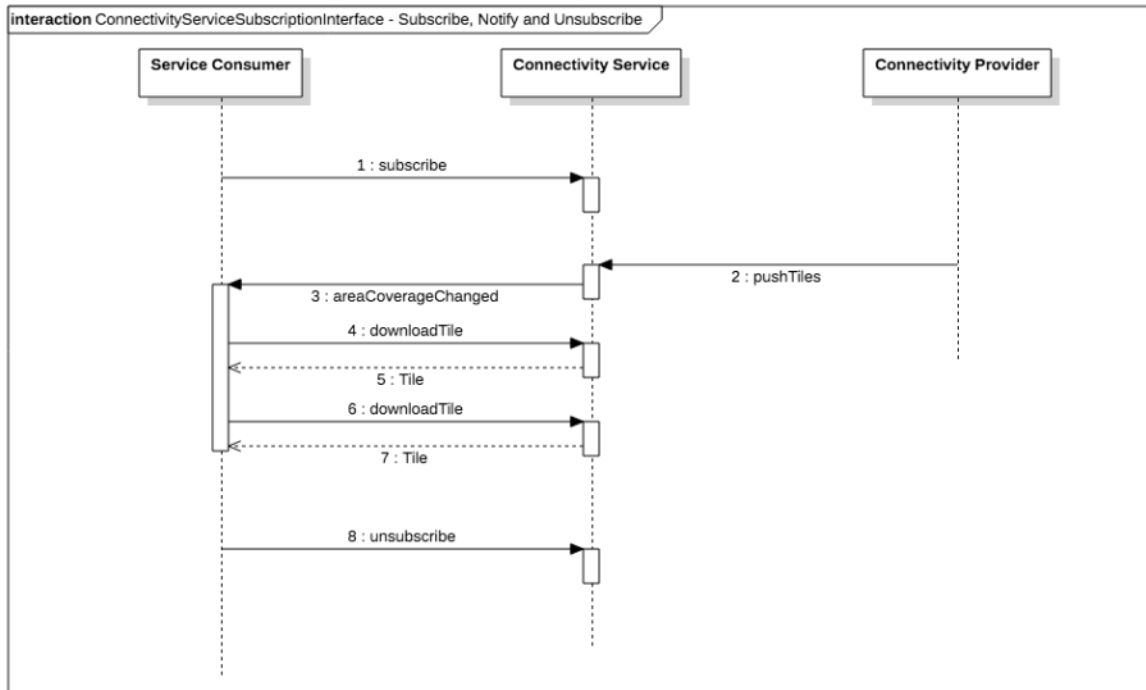 interaction ConnectivityServiceSubscriptionInterface - Subscribe, Notify and Unsubscribe
Service Consumer
Connectivity Service
Connectivity Provider
1 : subscribe
2 : pushTiles
3 : areaCoverageChanged
4 : downloadTile
5 : Tile
6 : downloadTile
7 : Tile
8 : unsubscribe